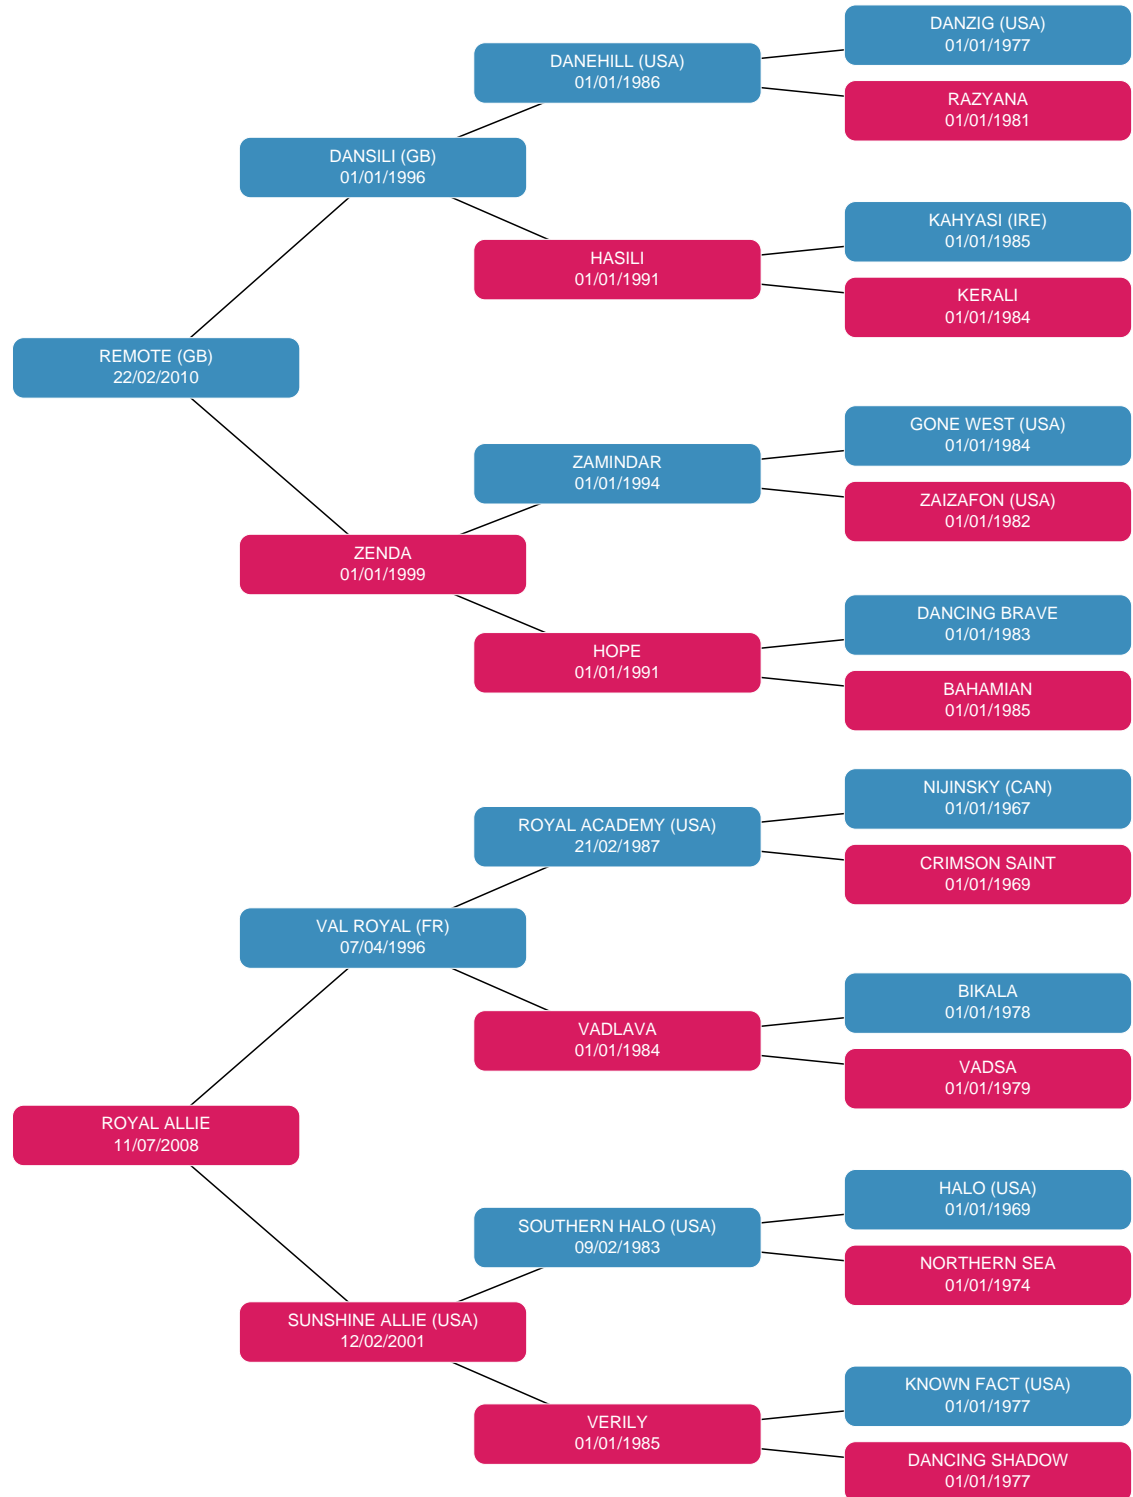 DANZIG (USA)
01/01/1977
DANEHILL (USA)
01/01/1986
RAZYANA
01/01/1981
DANSILI (GB)
01/01/1996
KAHYASI (IRE)
01/01/1985
HASILI
01/01/1991
KERALI
01/01/1984
REMOTE (GB)
22/02/2010
GONE WEST (USA)
01/01/1984
ZAMINDAR
01/01/1994
ZAIZAFON (USA)
01/01/1982
ZENDA
01/01/1999
DANCING BRAVE
01/01/1983
HOPE
01/01/1991
BAHAMIAN
01/01/1985
NIJINSKY (CAN)
01/01/1967
ROYAL ACADEMY (USA)
21/02/1987
CRIMSON SAINT
01/01/1969
VAL ROYAL (FR)
07/04/1996
BIKALA
01/01/1978
VADLAVA
01/01/1984
VADSA
01/01/1979
ROYAL ALLIE
11/07/2008
HALO (USA)
01/01/1969
SOUTHERN HALO (USA)
09/02/1983
NORTHERN SEA
01/01/1974
SUNSHINE ALLIE (USA)
12/02/2001
KNOWN FACT (USA)
01/01/1977
VERILY
01/01/1985
DANCING SHADOW
01/01/1977